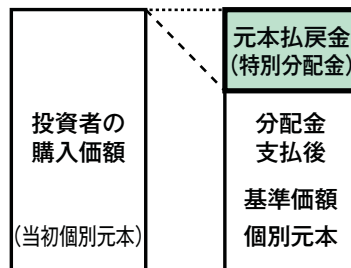 投資者の
購入価額
(当初個別元本)
元本払戻金
(特別分配金)
分配金
支払後
基準価額
個別元本